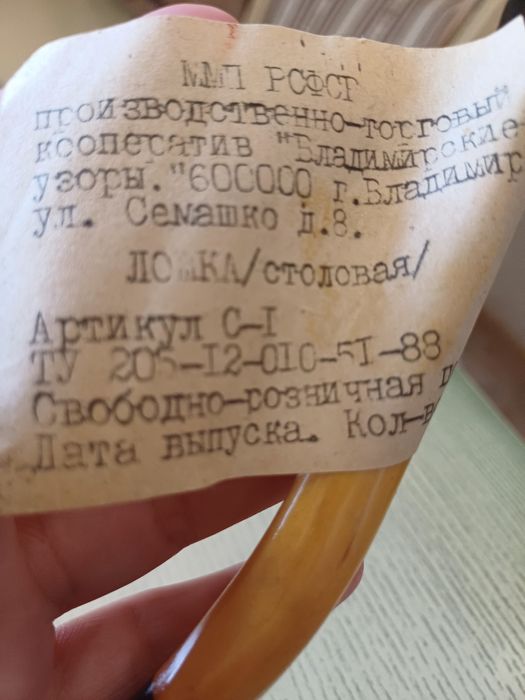 ММП РСФСР
производственно-торговый"
кооператив "Владимирские
узоры."600000 г.Владимир
ул. Семашко д.8.
ЛОЖКА/столовая/
Артикул С-I
ТУ 205-12-010-5I-88
Свободно-розничная
Дата выпуска. Кол-в